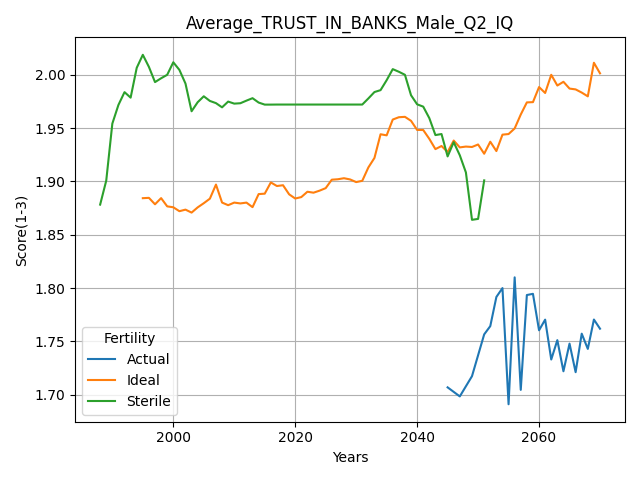 Average_TRUST_IN_BANKS_Male_Q2_IQ
Score(1-3)
2.00
1.95
1.90
1.85
1.80
1.75
1.70
Fertility
Actual
Ideal
Sterile
2000 2020 2040 2060
Years